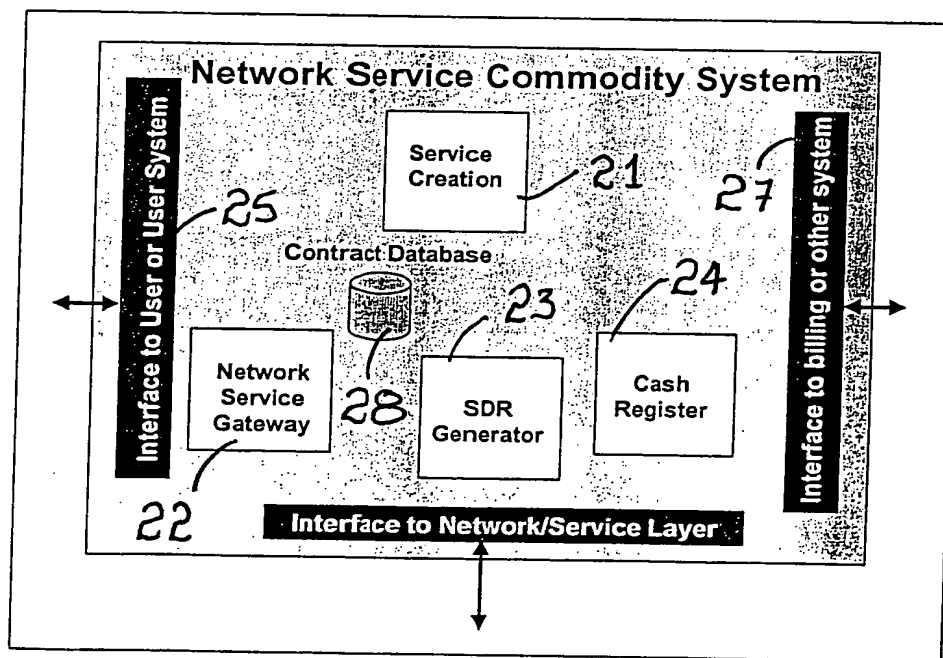 Network Service Commodity System
Interface to User or User System
25
Service
Creation
21
27
Interface to billing or other system
Contract Database
28
23
24
Network
Service
Gateway
22
SDR
Generator
Cash
Register
Interface to Network/Service Layer